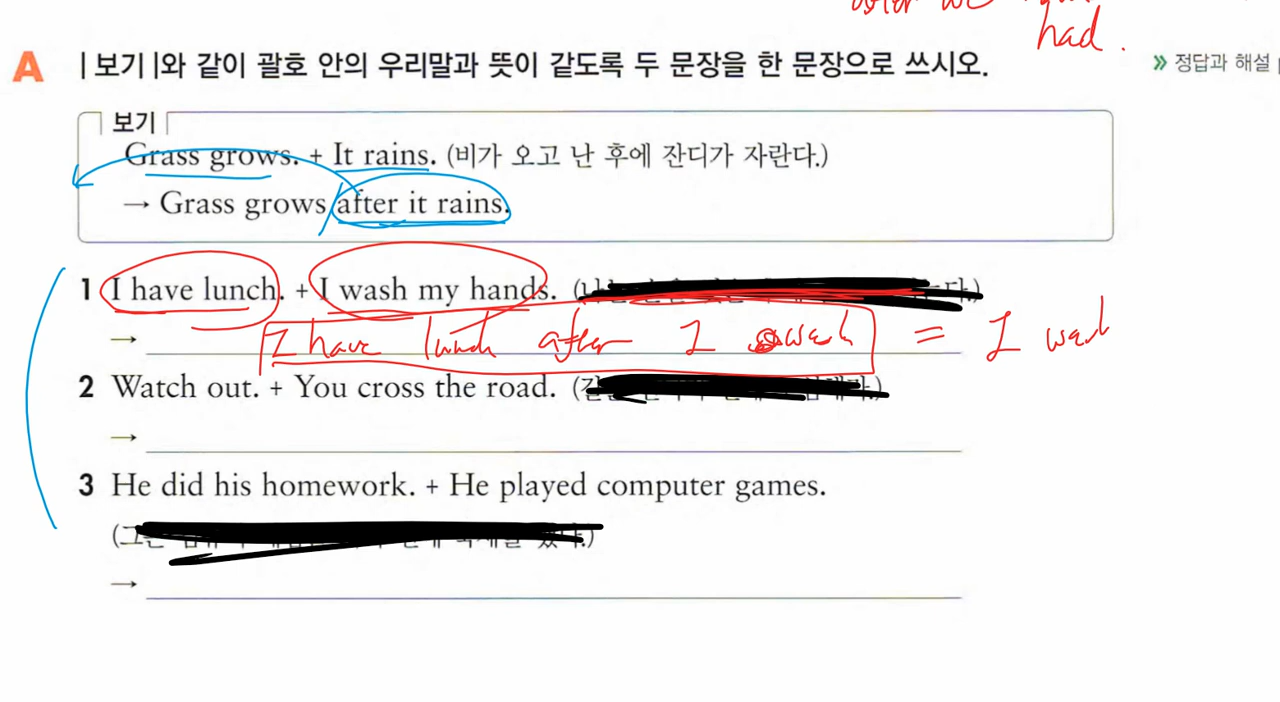 had.
A |보기|와 같이 괄호 안의 우리말과 뜻이 같도록 두 문장을 한 문장으로 쓰시오.
» 정답과 해설
보기
Grass grows. + It rains. (비가 오고 난 후에 잔디가 자란다.)
→ Grass grows after it rains.
1 I have lunch. + I wash my hands. (
→ I have lunch after I wash = I
2 Watch out. + You cross the road. (
→
3 He did his homework. + He played computer games.
(그는
→